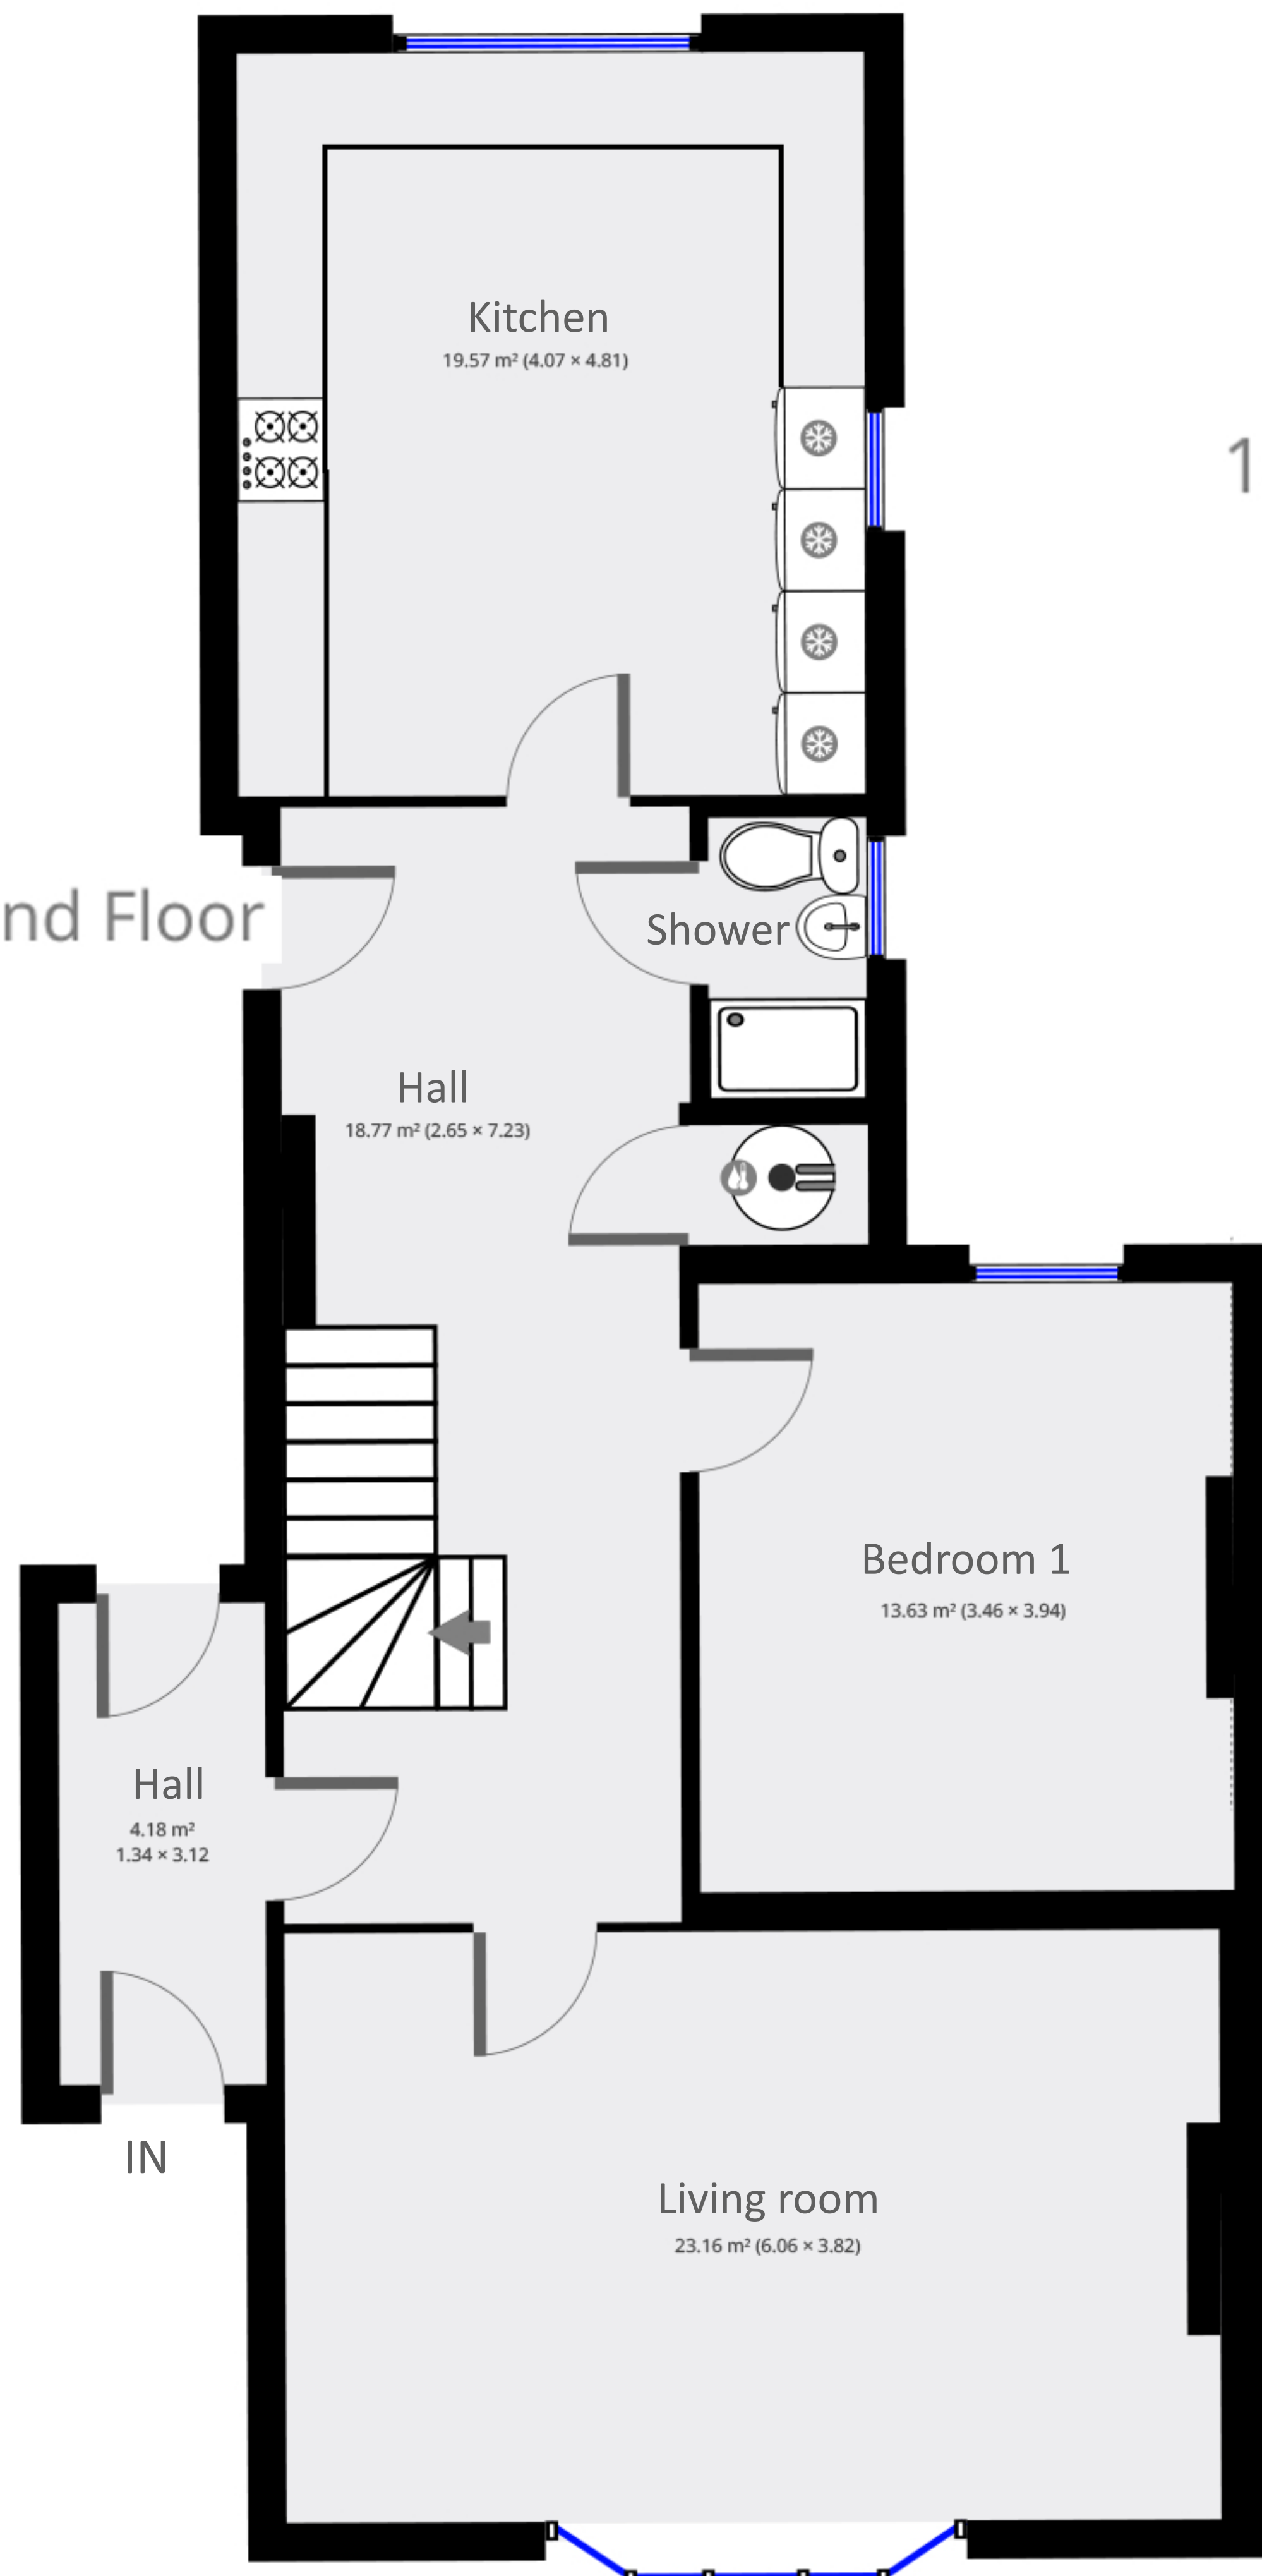 Kitchen
19.57 m² (4.07 × 4.81)
1
nd Floor
Shower
Hall
18.77 m² (2.65 × 7.23)
Bedroom 1
13.63 m² (3.46 × 3.94)
Hall
4.18 m²
1.34 × 3.12
IN
Living room
23.16 m² (6.06 × 3.82)